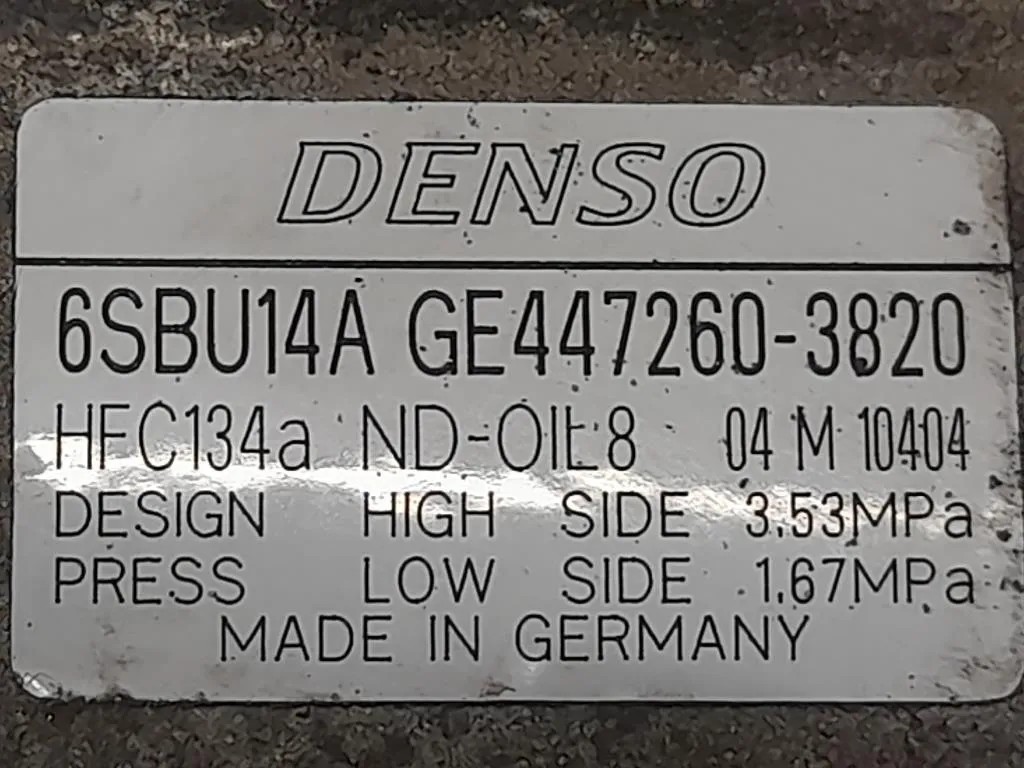 DENSO
6SBU14A GE447260-3820
HFC134a ND-OIL8 04 M 10404
DESIGN HIGH SIDE 3.53MPa
PRESS LOW SIDE 1.67MPa
MADE IN GERMANY